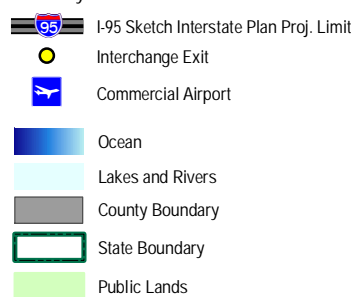 95 I-95 Sketch Interstate Plan Proj. Limit
Interchange Exit
Commercial Airport
Ocean
Lakes and Rivers
County Boundary
State Boundary
Public Lands